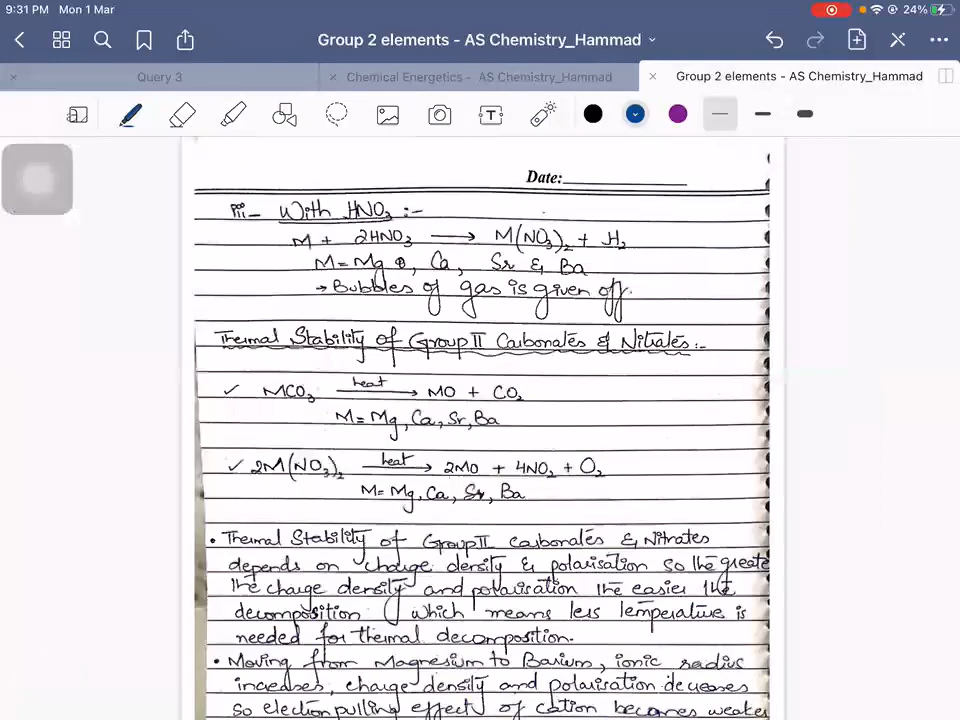 9:31 PM Mon 1 Mar
24%
Group 2 elements - AS Chemistry_Hammad
Query 3
Chemical Energetics - AS Chemistry_Hammad
Group 2 elements - AS Chemistry_Hammad
Date:
iii- With HNO₃ :-
M + 2HNO₃ → M(NO₃)₂ + H₂
M = Mg, Ca, Sr & Ba
→ Bubbles of gas is given off.
Thermal Stability of Group II Carbonates & Nitrates:-
✓ MCO₃ heat → MO + CO₂
M = Mg, Ca, Sr, Ba
✓ 2M(NO₃)₂ heat → 2MO + 4NO₂ + O₂
M = Mg, Ca, Sr, Ba
• Thermal Stability of Group II Carbonates & Nitrates
depends on charge density & polarisation so the greate
the charge density and polarisation the easier the
decomposition which means less temperature is
needed for thermal decomposition.
• Moving from Magnesium to Barium, ionic radius
increases, charge density and polarisation decreases
so election pulling effect of cation becomes weaker